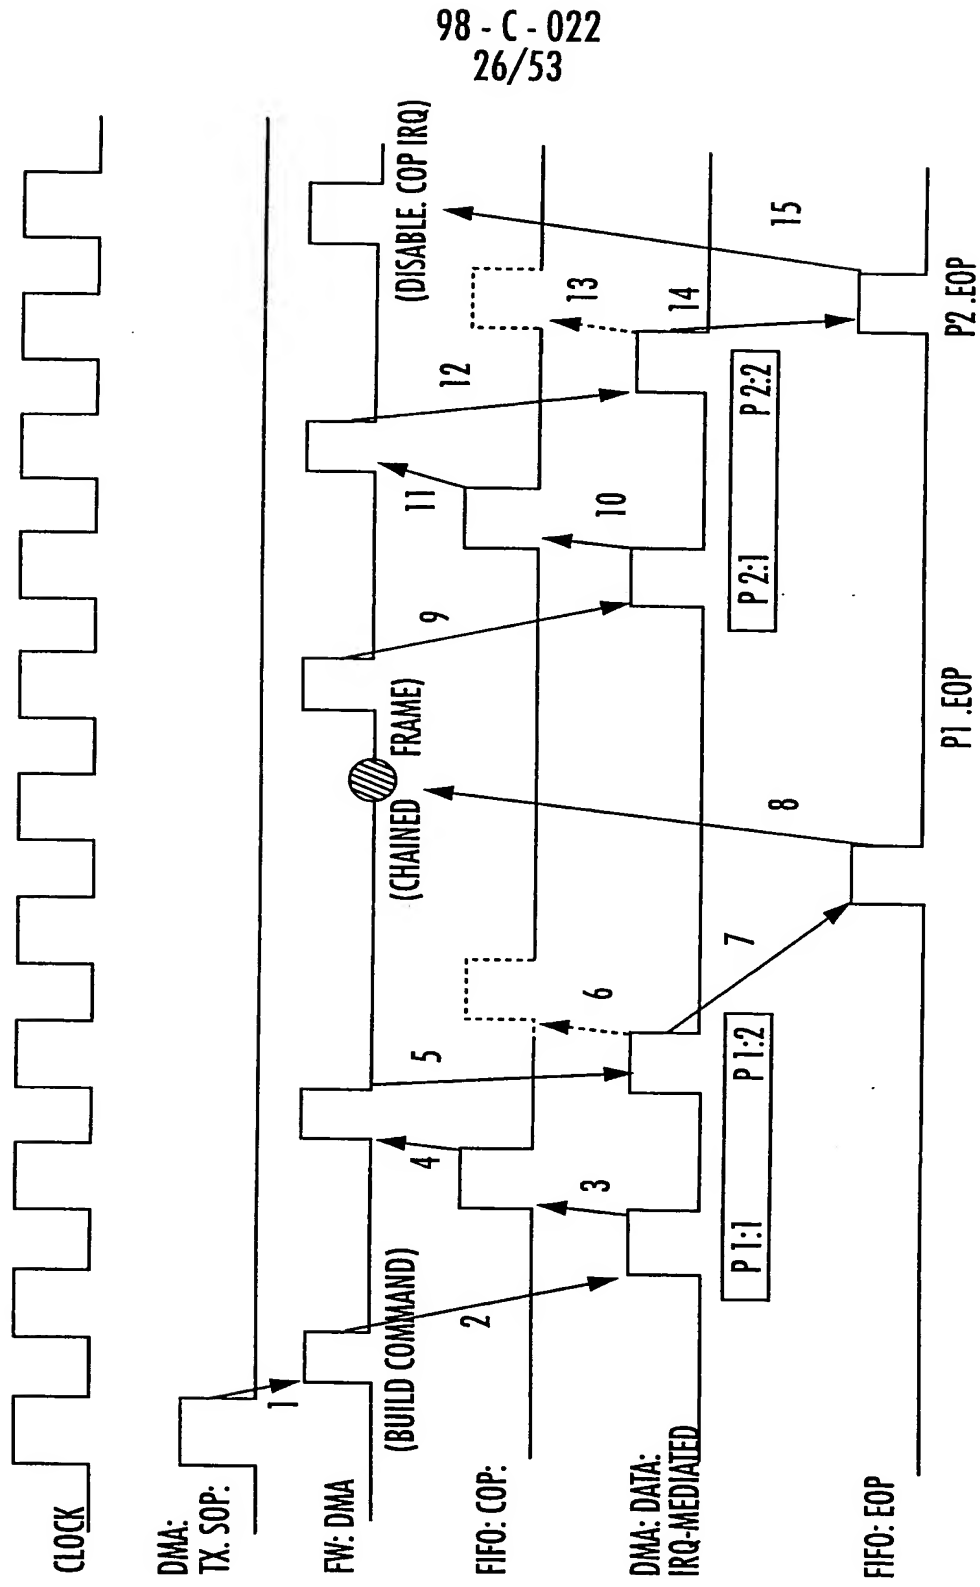 98 - C - 022
26/53
CLOCK
DMA:
TX. SOP:
1
FW: DMA
(BUILD COMMAND)
(CHAINED FRAME)
(DISABLE. COP IRQ)
2
4
5
9
11
12
FIFO: COP:
3
6
10
13
DMA: DATA:
IRQ-MEDIATED
P 1:1 P 1:2
P 2:1 P 2:2
7
8
14
15
FIFO: EOP
P1 .EOP
P2 .EOP